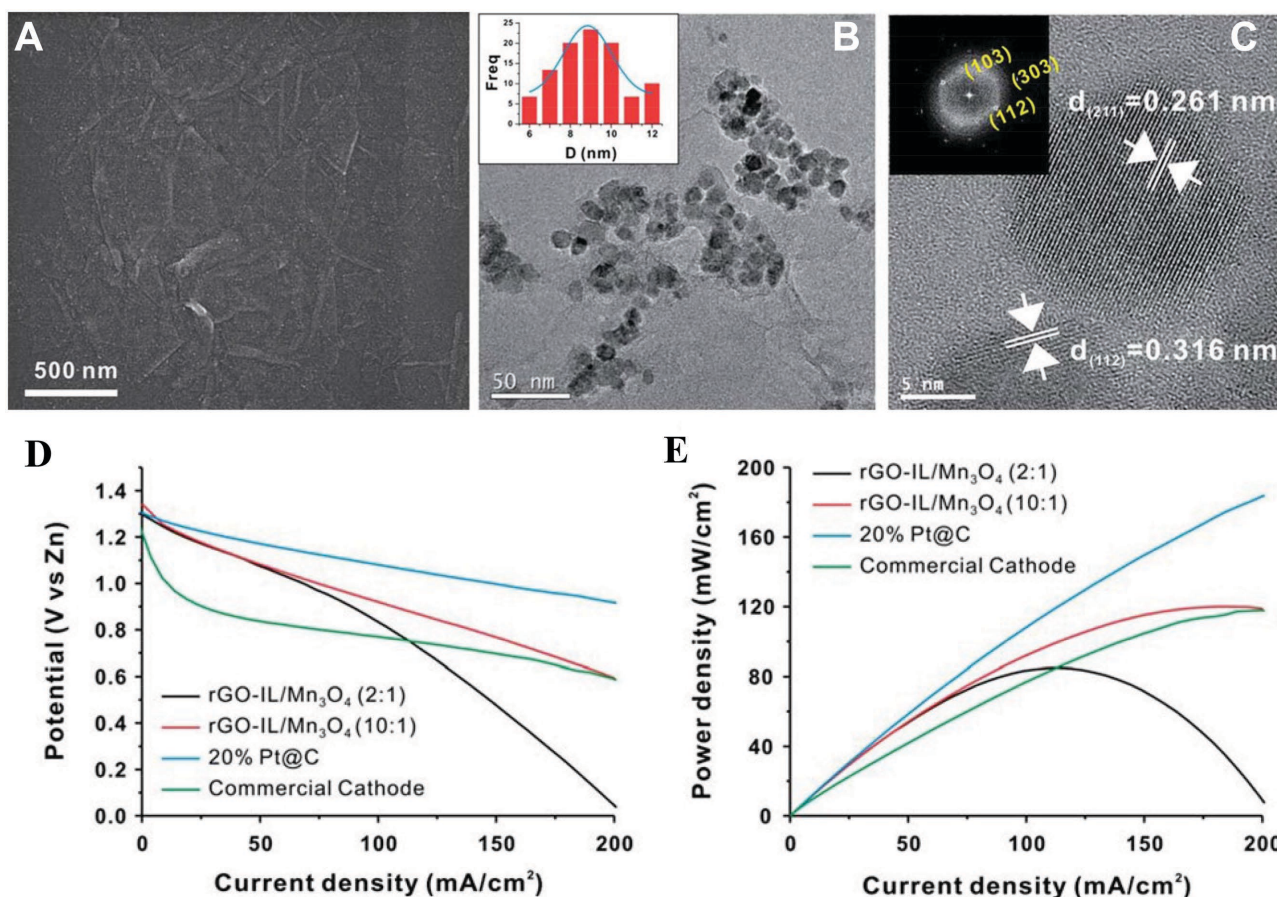 A
500 nm
B
Freq
25
20
15
10
5
0
6 8 10 12
D (nm)
50 nm
C
(103)
(303)
(112)
d(211)=0.261 nm
d(112)=0.316 nm
5 nm
D
Potential (V vs Zn)
1.4
1.2
1.0
0.8
0.6
0.4
0.2
0.0
rGO-IL/Mn₃O₄ (2:1)
rGO-IL/Mn₃O₄ (10:1)
20% Pt@C
Commercial Cathode
0 50 100 150 200
Current density (mA/cm²)
E
Power density (mW/cm²)
200
160
120
80
40
0
rGO-IL/Mn₃O₄ (2:1)
rGO-IL/Mn₃O₄ (10:1)
20% Pt@C
Commercial Cathode
0 50 100 150 200
Current density (mA/cm²)